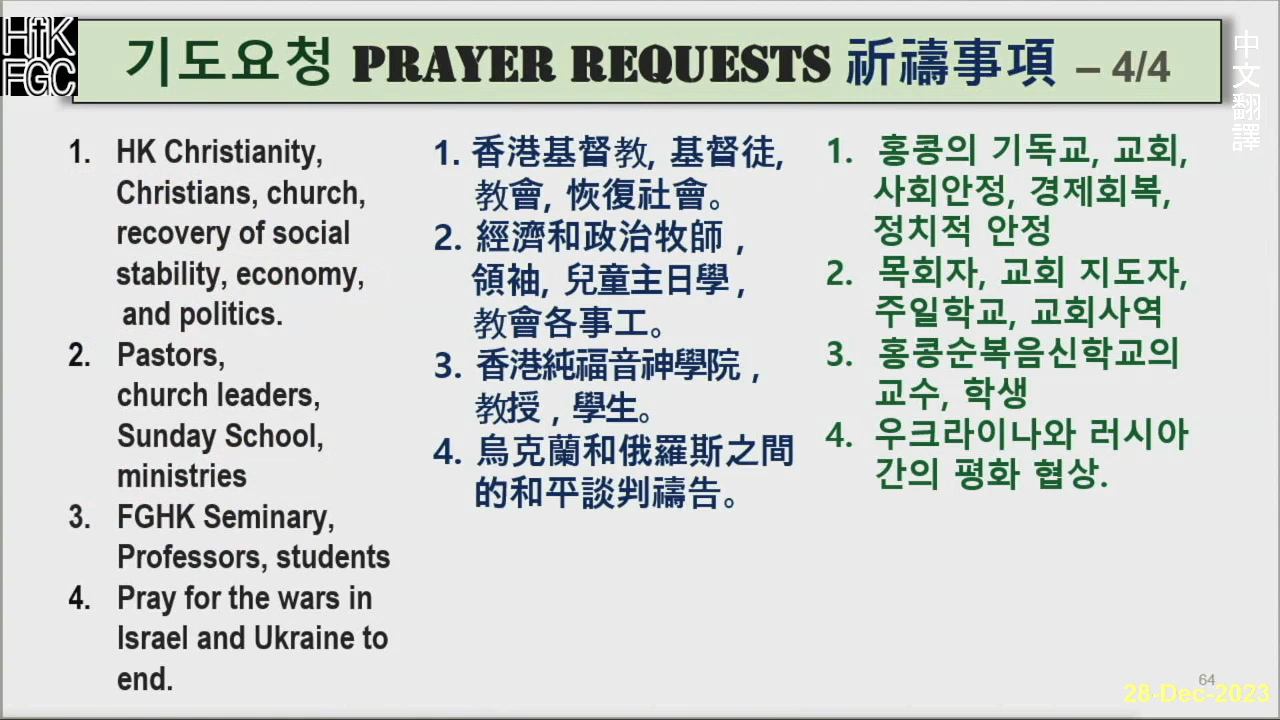 HfK
FGC
기도요청 PRAYER REQUESTS 祈禱事項 – 4/4
中文翻譯
1. HK Christianity,
Christians, church,
recovery of social
stability, economy,
and politics.
2. Pastors,
church leaders,
Sunday School,
ministries
3. FGHK Seminary,
Professors, students
4. Pray for the wars in
Israel and Ukraine to
end.
1. 香港基督教, 基督徒,
教會, 恢復社會。
2. 經濟和政治牧師，
領袖, 兒童主日學，
教會各事工。
3. 香港純福音神學院，
教授，學生。
4. 烏克蘭和俄羅斯之間
的和平談判禱告。
1. 홍콩의 기독교, 교회,
사회안정, 경제회복,
정치적 안정
2. 목회자, 교회 지도자,
주일학교, 교회사역
3. 홍콩순복음신학교의
교수, 학생
4. 우크라이나와 러시아
간의 평화 협상.
64
28-Dec-2023